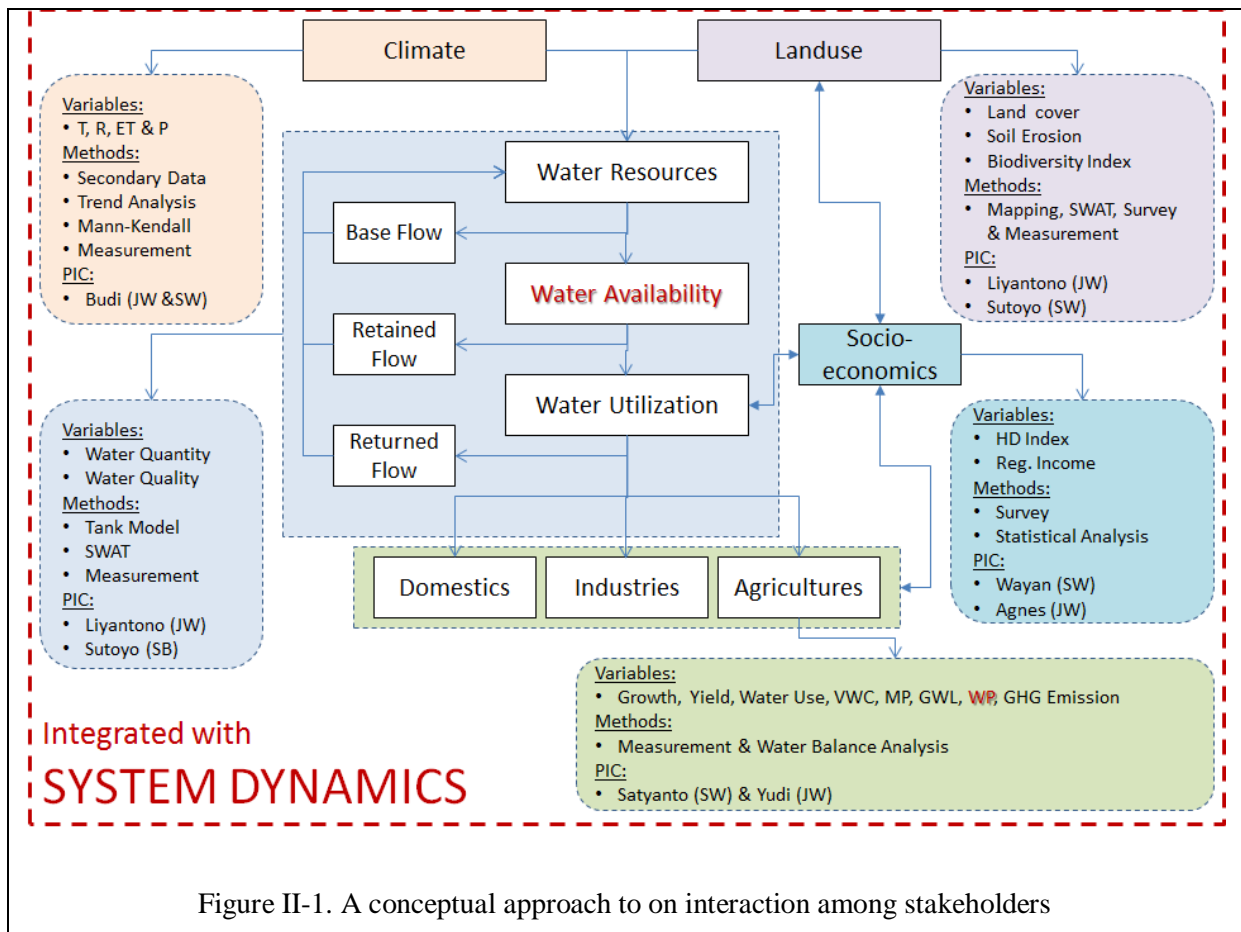 Climate
Landuse
Variables:
• T, R, ET & P
Methods:
• Secondary Data
• Trend Analysis
• Mann-Kendall
• Measurement
PIC:
• Budi (JW &SW)
Variables:
• Land cover
• Soil Erosion
• Biodiversity Index
Methods:
• Mapping, SWAT, Survey
& Measurement
PIC:
• Liyantono (JW)
• Sutoyo (SW)
Water Resources
Base Flow
Water Availability
Retained
Flow
Water Utilization
Returned
Flow
Socio-
economics
Variables:
• Water Quantity
• Water Quality
Methods:
• Tank Model
• SWAT
• Measurement
PIC:
• Liyantono (JW)
• Sutoyo (SB)
Variables:
• HD Index
• Reg. Income
Methods:
• Survey
• Statistical Analysis
PIC:
• Wayan (SW)
• Agnes (JW)
Domestics
Industries
Agricultures
Variables:
• Growth, Yield, Water Use, VWC, MP, GWL, WP, GHG Emission
Methods:
• Measurement & Water Balance Analysis
PIC:
• Satyanto (SW) & Yudi (JW)
Integrated with
SYSTEM DYNAMICS
Figure II-1. A conceptual approach to on interaction among stakeholders